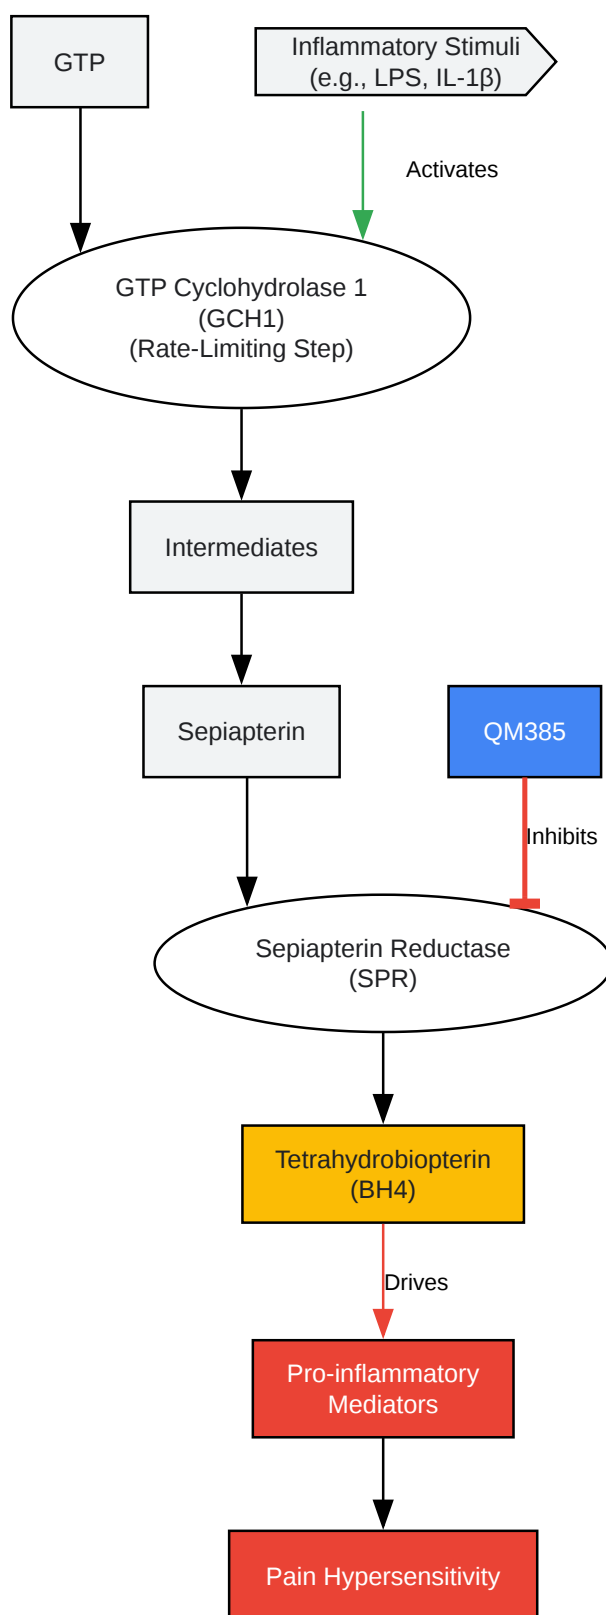 GTP
Inflammatory Stimuli
(e.g., LPS, IL-1β)
Activates
GTP Cyclohydrolase 1
(GCH1)
(Rate-Limiting Step)
Intermediates
Sepiapterin
QM385
Inhibits
Sepiapterin Reductase
(SPR)
Tetrahydrobiopterin
(BH4)
Drives
Pro-inflammatory
Mediators
Pain Hypersensitivity